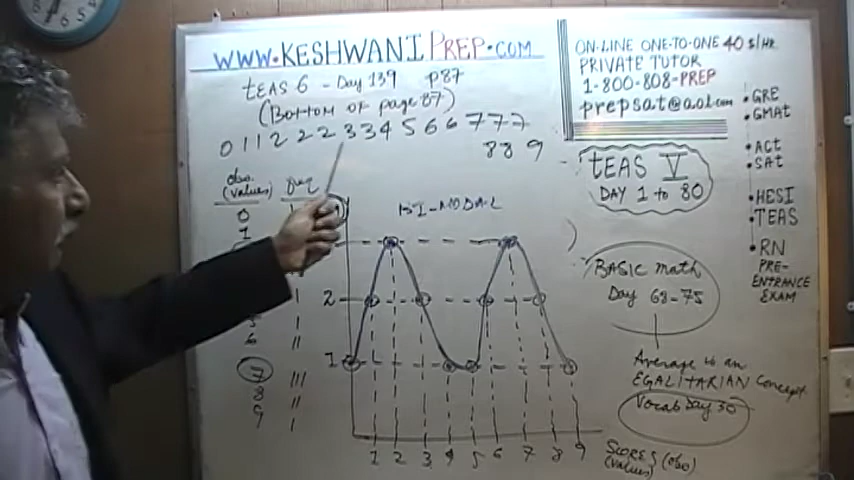 WWW.KESHWANIPREP.COM
TEAS 6 - Day 139 P87
(BOTTOM OF page 87)
0 1 1 2 2 2 3 3 4 5 6 6 7 7 7
8 8 9
obs. (values)
0
1
6 11
7 111
8 11
9 1
BI-MODAL
2
1
1 2 3 4 5 6 7 8 9
SCORES (obs)
(values)
ON-LINE ONE-TO-ONE 40 $/HR
PRIVATE TUTOR
1-800-808-PREP
prepsat@aol.com
TEAS V
DAY 1 to 80
BASIC math
Day 68-75
Average is an
EGALITARIAN Concept.
Vocab Day 30
• GRE
• GMAT
• ACT
• SAT
• HESI
• TEAS
• RN
PRE-
ENTRANCE
EXAM